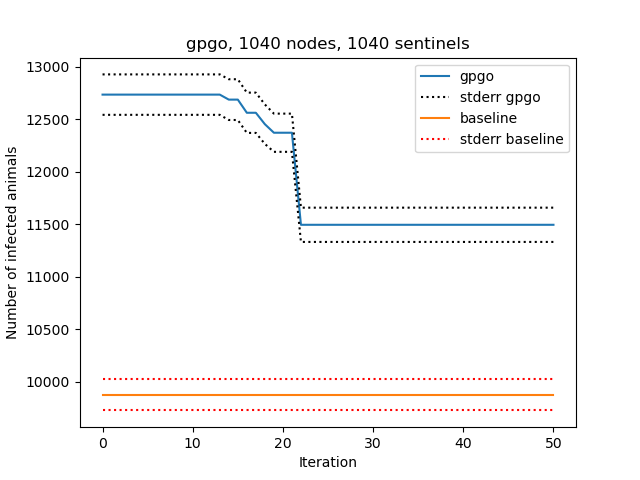 gpgo, 1040 nodes, 1040 sentinels
13000
12500
12000
11500
11000
10500
10000
Number of infected animals
gpgo
stderr gpgo
baseline
stderr baseline
0 10 20 30 40 50
Iteration